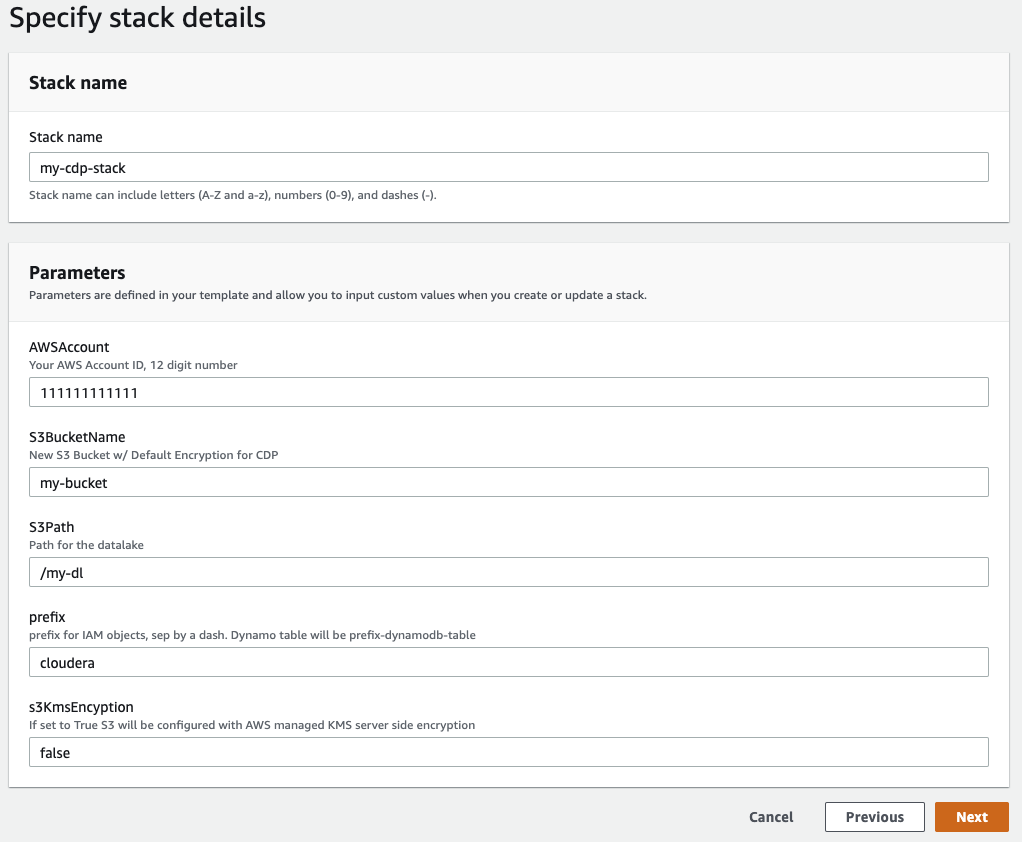 Specify stack details
Stack name
Stack name
my-cdp-stack
Stack name can include letters (A-Z and a-z), numbers (0-9), and dashes (-).
Parameters
Parameters are defined in your template and allow you to input custom values when you create or update a stack.
AWSAccount
Your AWS Account ID, 12 digit number
111111111111
S3BucketName
New S3 Bucket w/ Default Encryption for CDP
my-bucket
S3Path
Path for the datalake
/my-dl
prefix
prefix for IAM objects, sep by a dash. Dynamo table will be prefix-dynamodb-table
cloudera
s3KmsEncyption
If set to True S3 will be configured with AWS managed KMS server side encryption
false
Cancel Previous Next